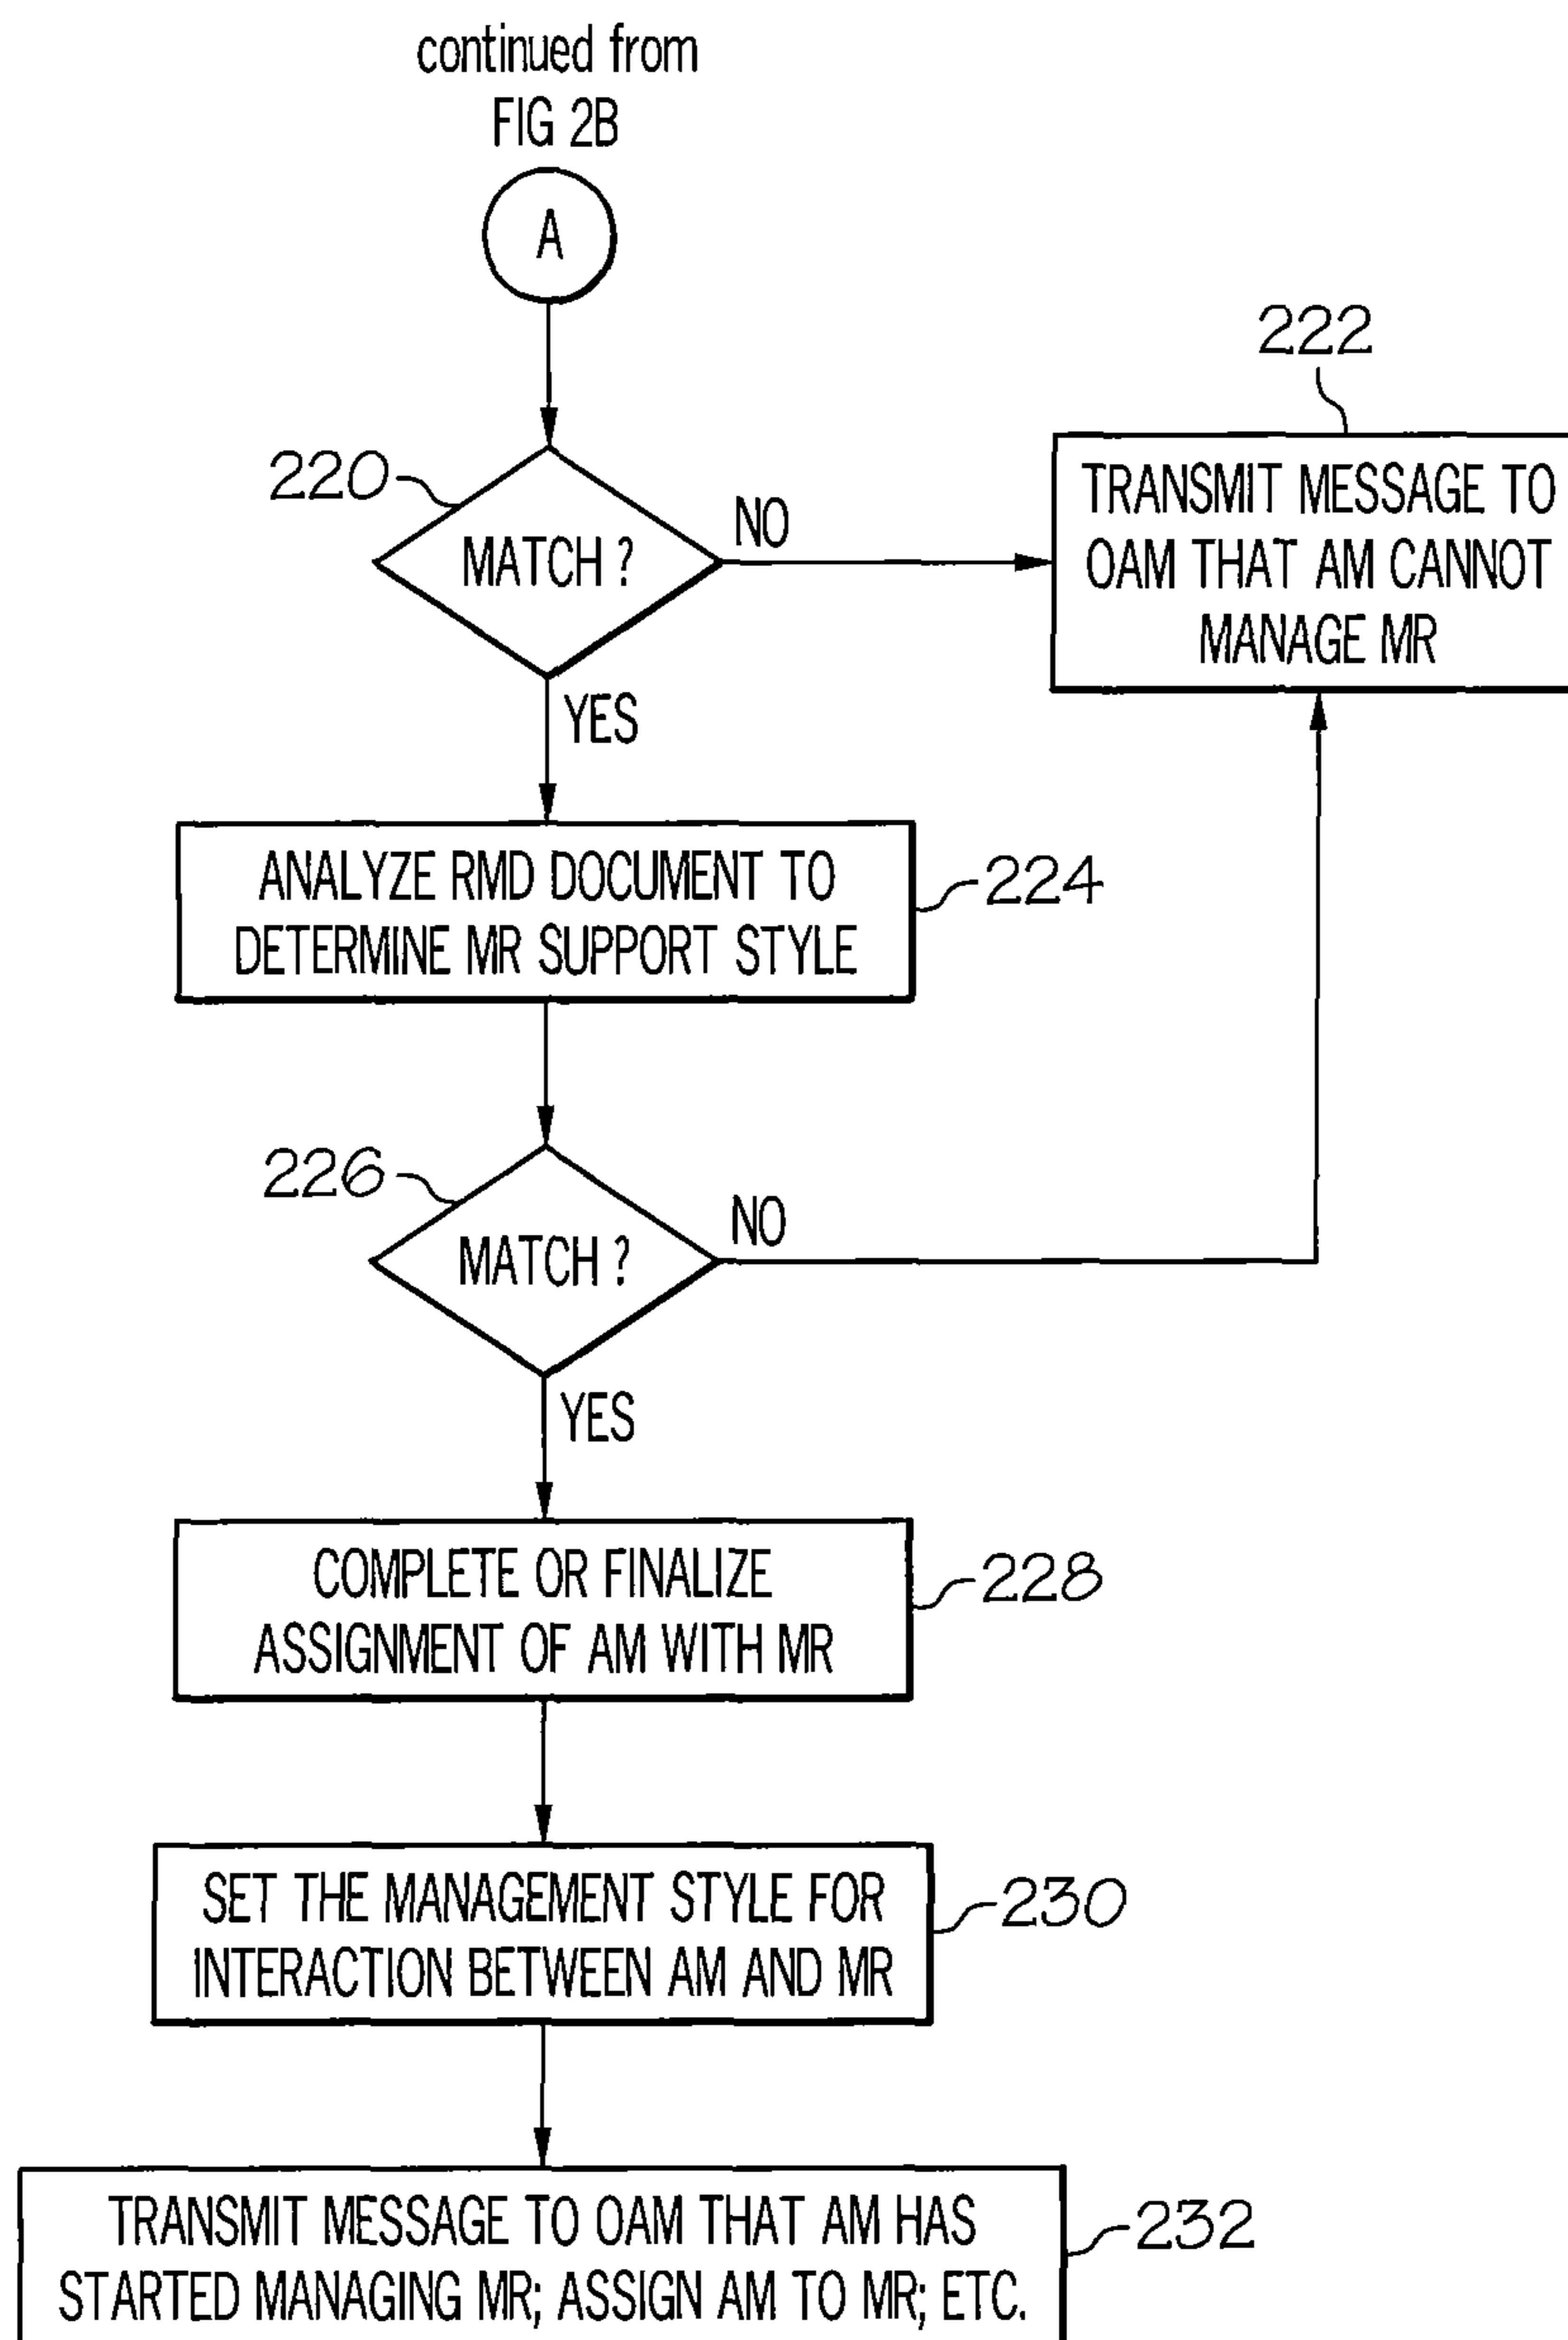 continued from
FIG 2B
A
222
220
MATCH ?
NO
TRANSMIT MESSAGE TO
OAM THAT AM CANNOT
MANAGE MR
YES
ANALYZE RMD DOCUMENT TO
DETERMINE MR SUPPORT STYLE
224
226
MATCH ?
NO
YES
COMPLETE OR FINALIZE
ASSIGNMENT OF AM WITH MR
228
SET THE MANAGEMENT STYLE FOR
INTERACTION BETWEEN AM AND MR
230
TRANSMIT MESSAGE TO OAM THAT AM HAS
STARTED MANAGING MR; ASSIGN AM TO MR; ETC.
232